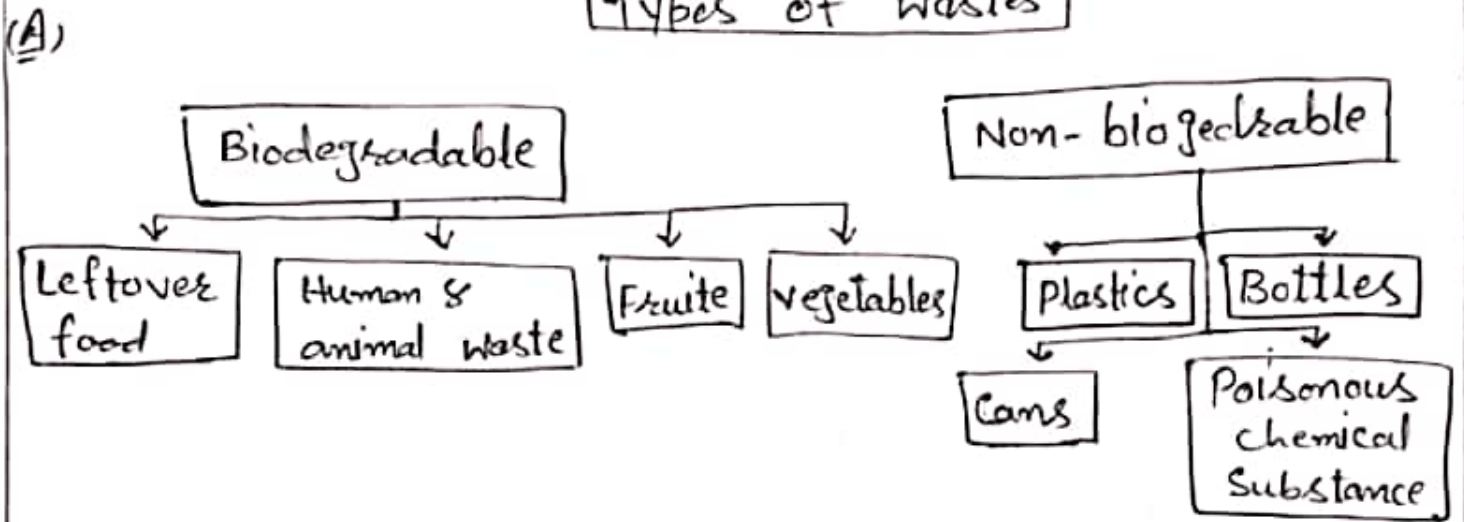 (A)
Types of Wastes
Biodegradable
Non-biogedrable
Leftover
food
Human &
animal waste
Fruite
vegetables
Plastics
Bottles
Cans
Poisonous
chemical
Substance